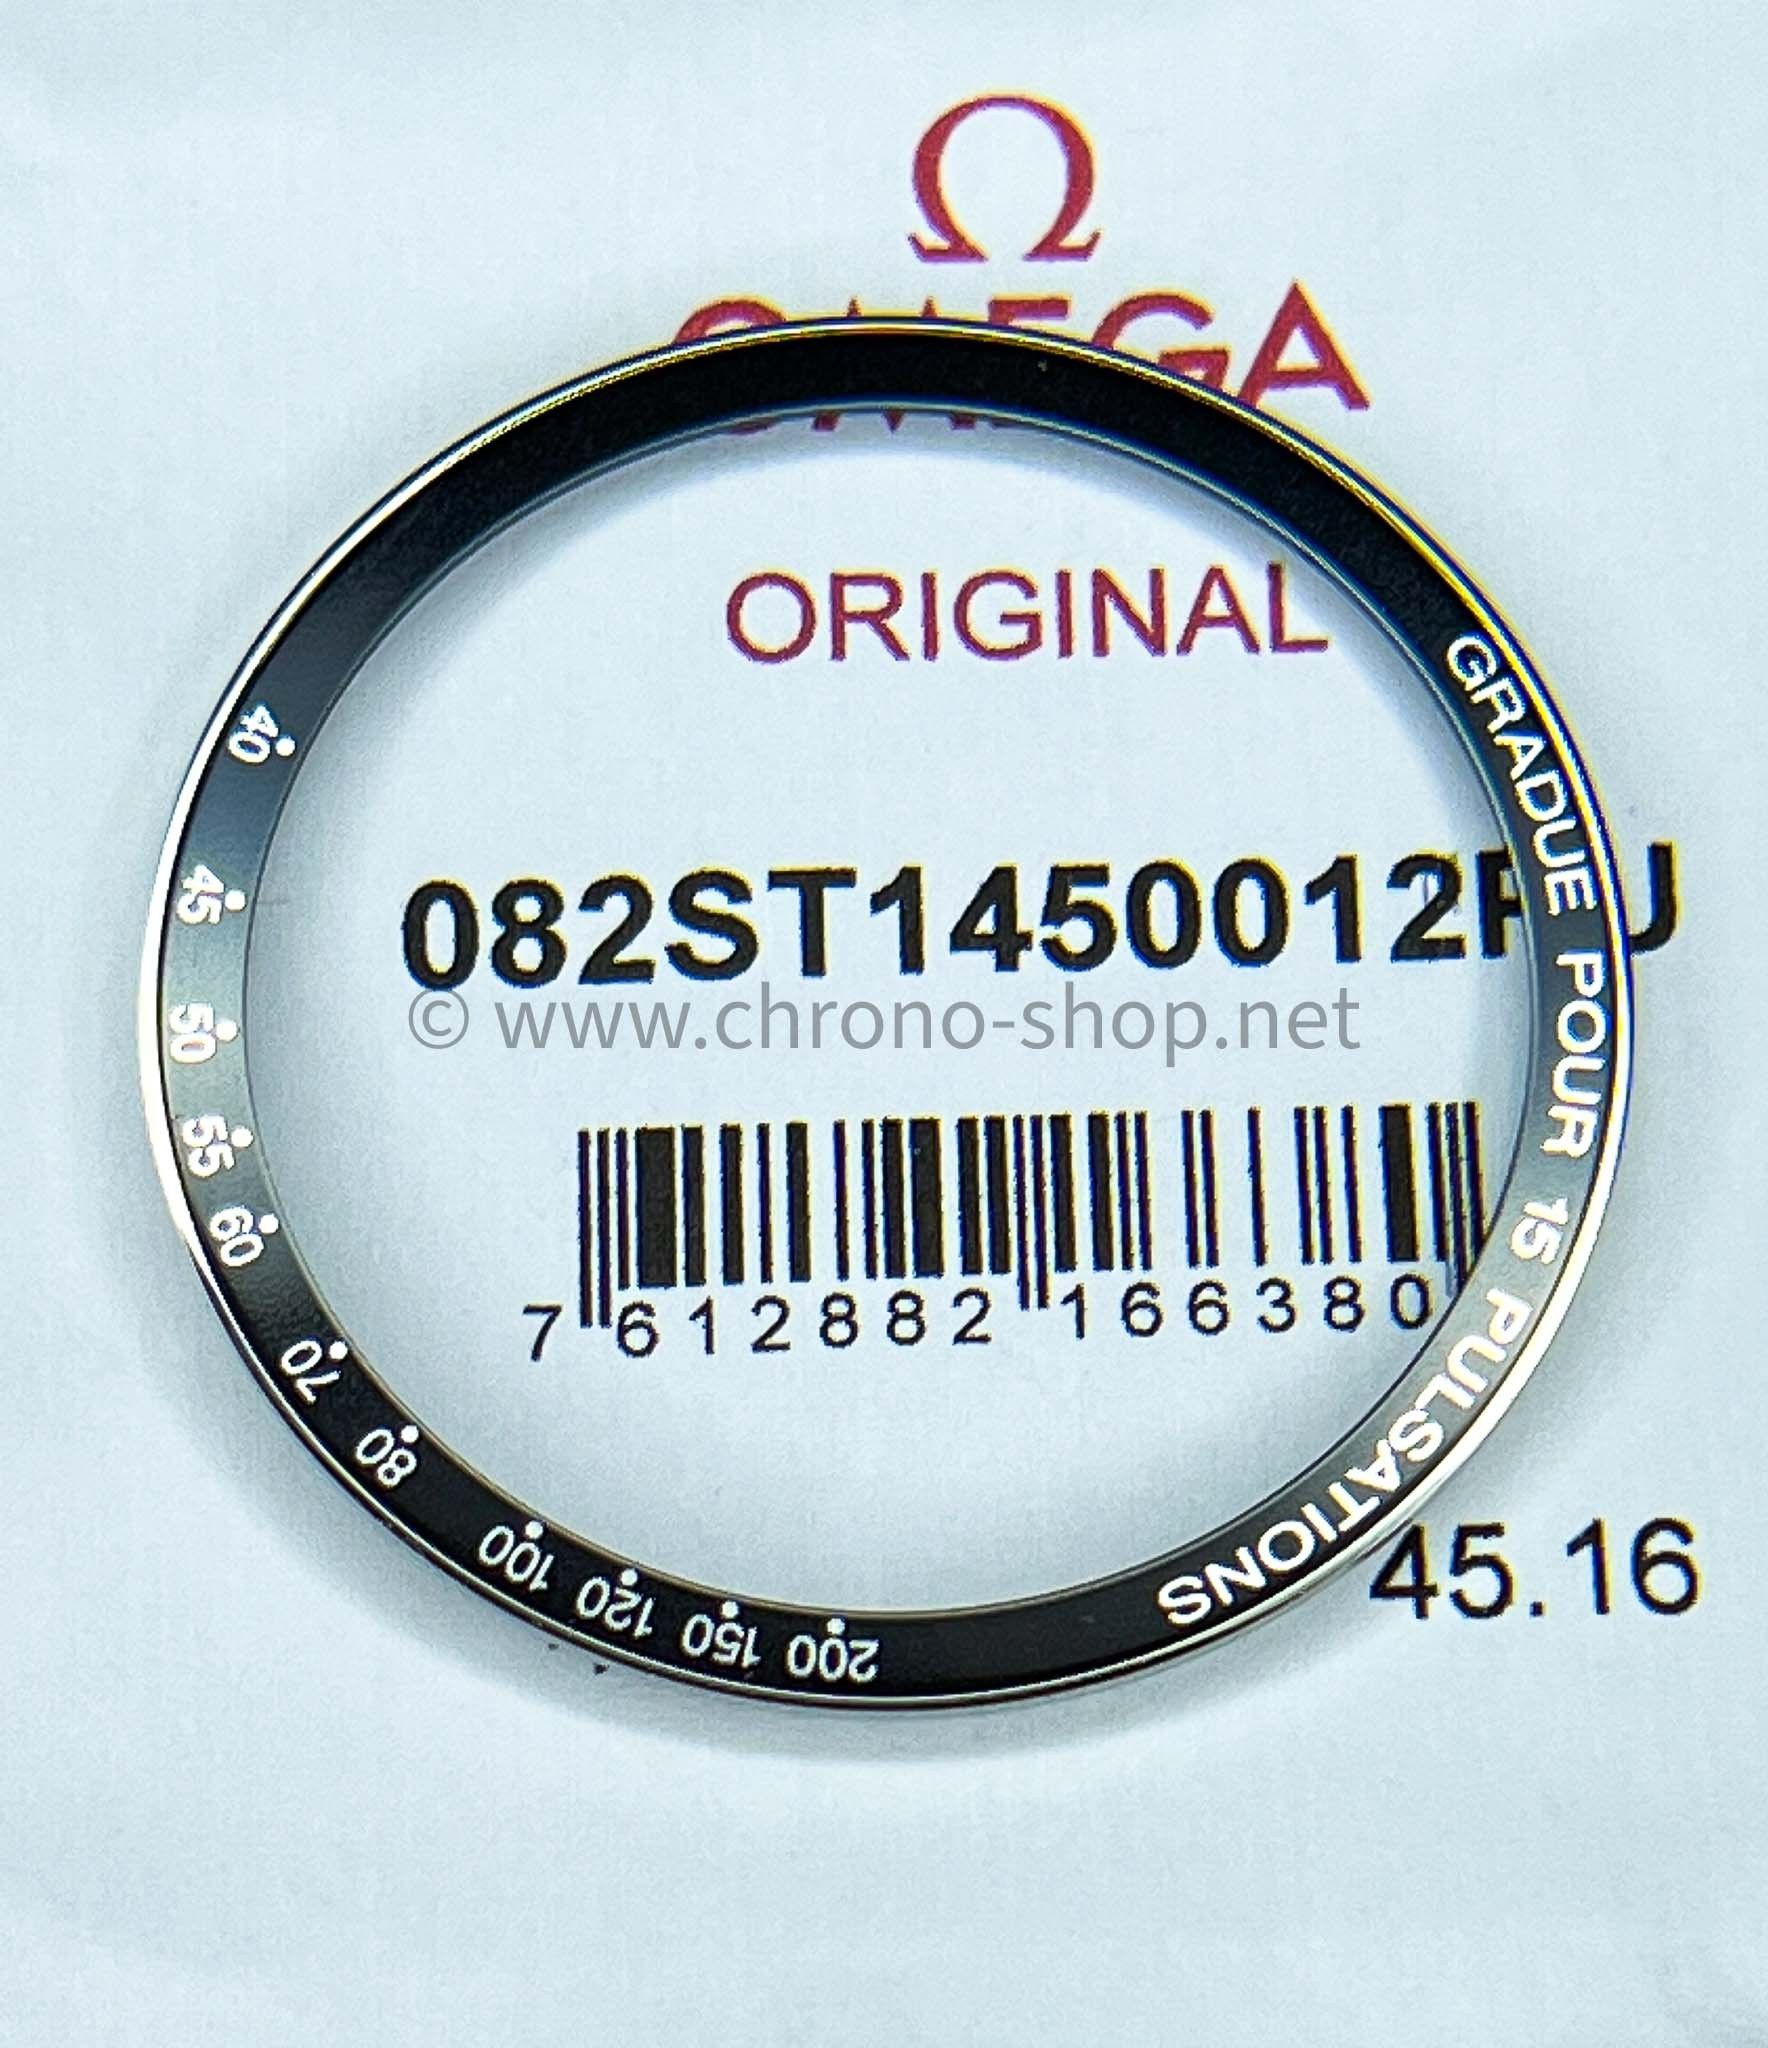 Ω
OMEGA
ORIGINAL
082ST1450012PU
© www.chrono-shop.net
7 612882 166380
45.16
GRADUE POUR 15 PULSATIONS
200 150 120 100 80 70 60 55 50 45 40